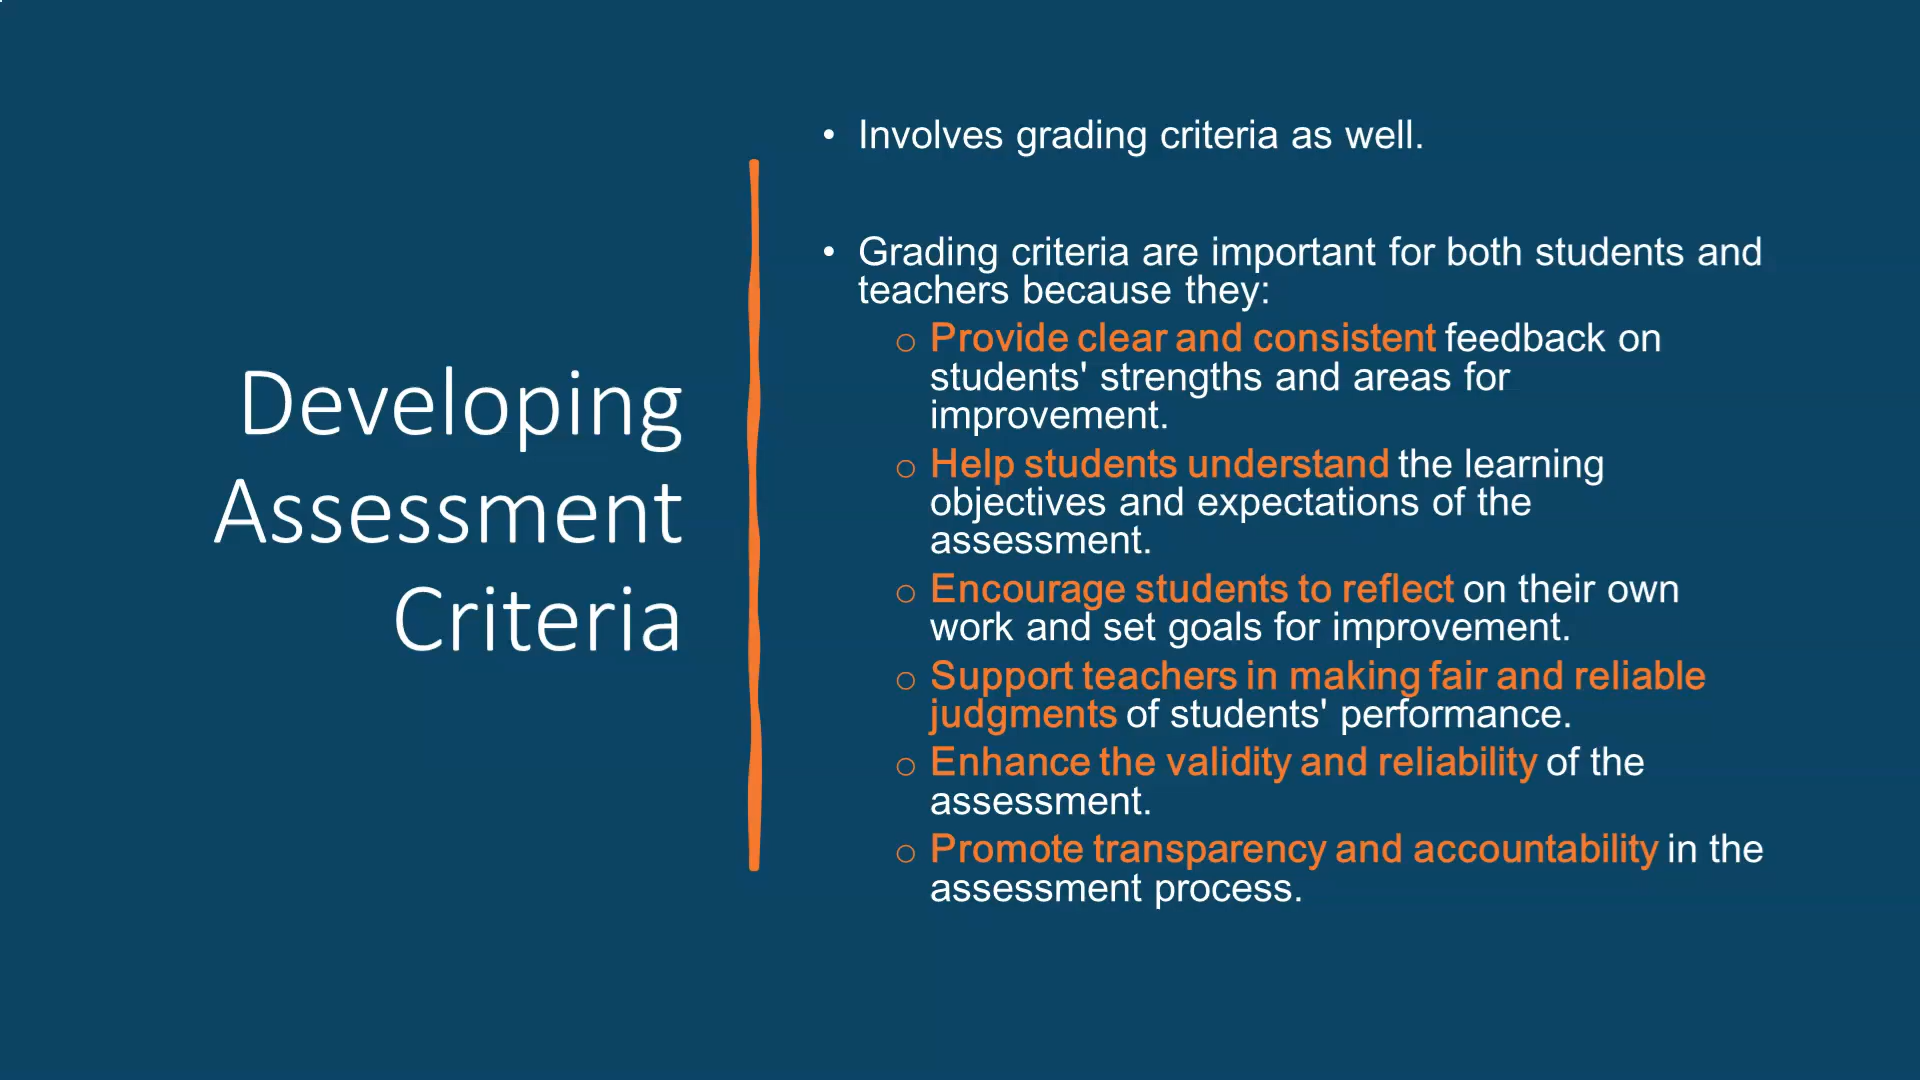 Developing
Assessment
Criteria
• Involves grading criteria as well.
• Grading criteria are important for both students and
teachers because they:
o Provide clear and consistent feedback on
students' strengths and areas for
improvement.
o Help students understand the learning
objectives and expectations of the
assessment.
o Encourage students to reflect on their own
work and set goals for improvement.
o Support teachers in making fair and reliable
judgments of students' performance.
o Enhance the validity and reliability of the
assessment.
o Promote transparency and accountability in the
assessment process.